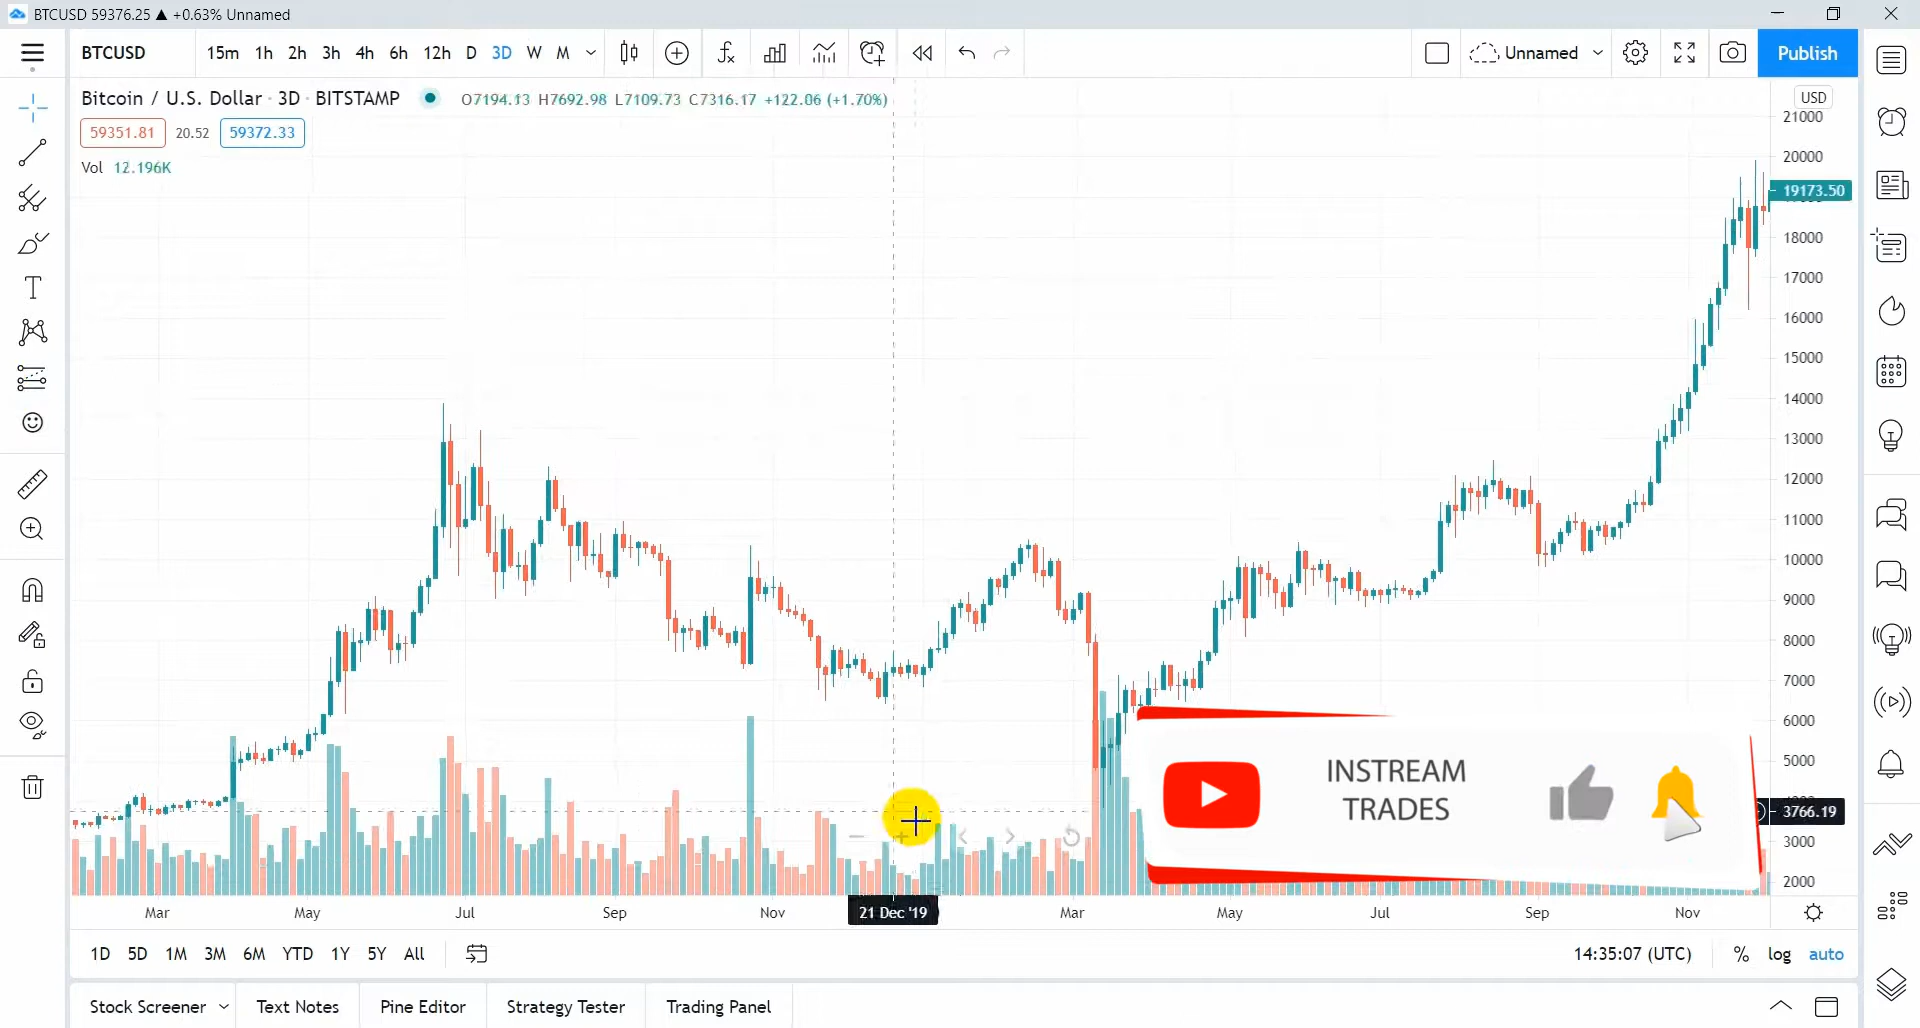 BTCUSD 59376.25 ▲ +0.63% Unnamed
BTCUSD 15m 1h 2h 3h 4h 6h 12h D 3D W M Unnamed Publish
Bitcoin / U.S. Dollar · 3D · BITSTAMP O7194.13 H7692.98 L7109.73 C7316.17 +122.06 (+1.70%)
USD
59351.81 20.52 59372.33
Vol 12.196K
21000
20000
19173.50
18000
17000
16000
15000
14000
13000
12000
11000
10000
9000
8000
7000
6000
5000
3766.19
3000
2000
INSTREAM
TRADES
Mar May Jul Sep Nov 21 Dec '19 Mar May Jul Sep Nov
1D 5D 1M 3M 6M YTD 1Y 5Y All 14:35:07 (UTC) % log auto
Stock Screener Text Notes Pine Editor Strategy Tester Trading Panel